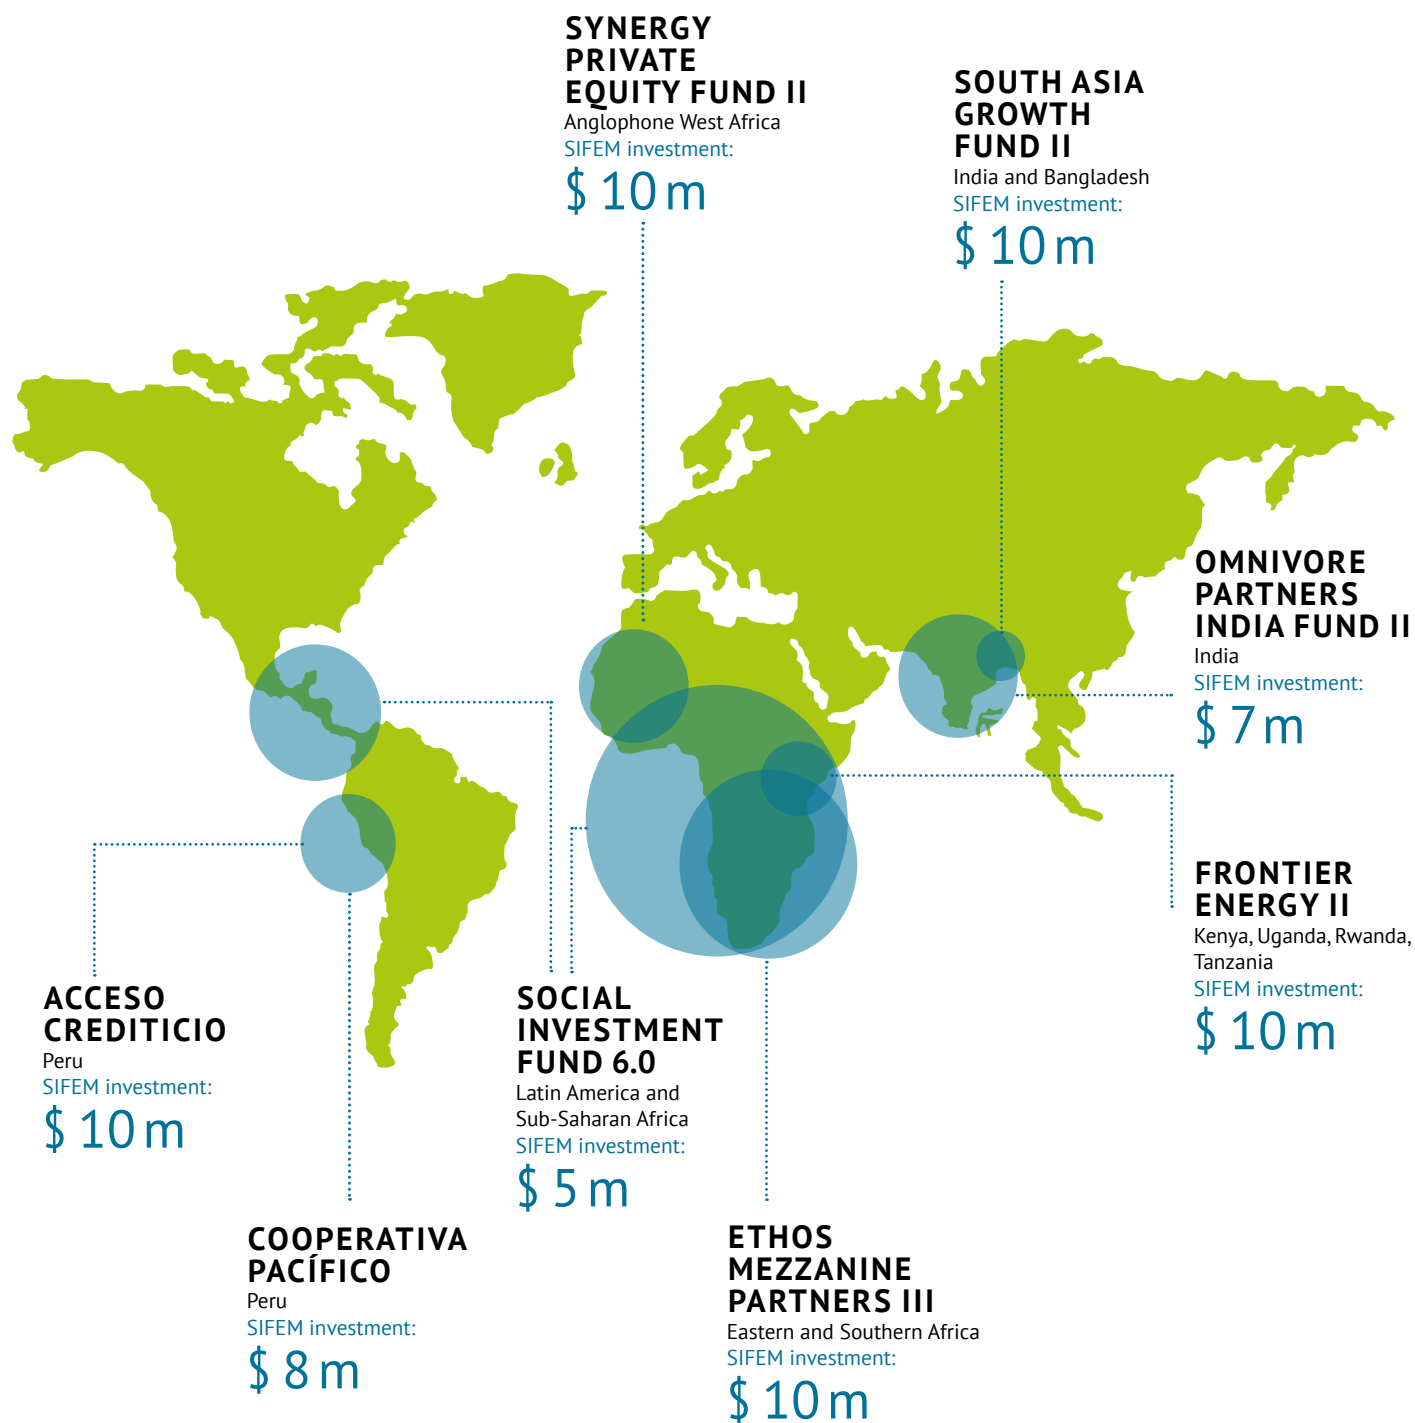 SYNERGY
PRIVATE
EQUITY FUND II
Anglophone West Africa
SIFEM investment:
$ 10 m
SOUTH ASIA
GROWTH
FUND II
India and Bangladesh
SIFEM investment:
$ 10 m
OMNIVORE
PARTNERS
INDIA FUND II
India
SIFEM investment:
$ 7 m
FRONTIER
ENERGY II
Kenya, Uganda, Rwanda,
Tanzania
SIFEM investment:
$ 10 m
ACCESO
CREDITICIO
Peru
SIFEM investment:
$ 10 m
SOCIAL
INVESTMENT
FUND 6.0
Latin America and
Sub-Saharan Africa
SIFEM investment:
$ 5 m
COOPERATIVA
PACÍFICO
Peru
SIFEM investment:
$ 8 m
ETHOS
MEZZANINE
PARTNERS III
Eastern and Southern Africa
SIFEM investment:
$ 10 m